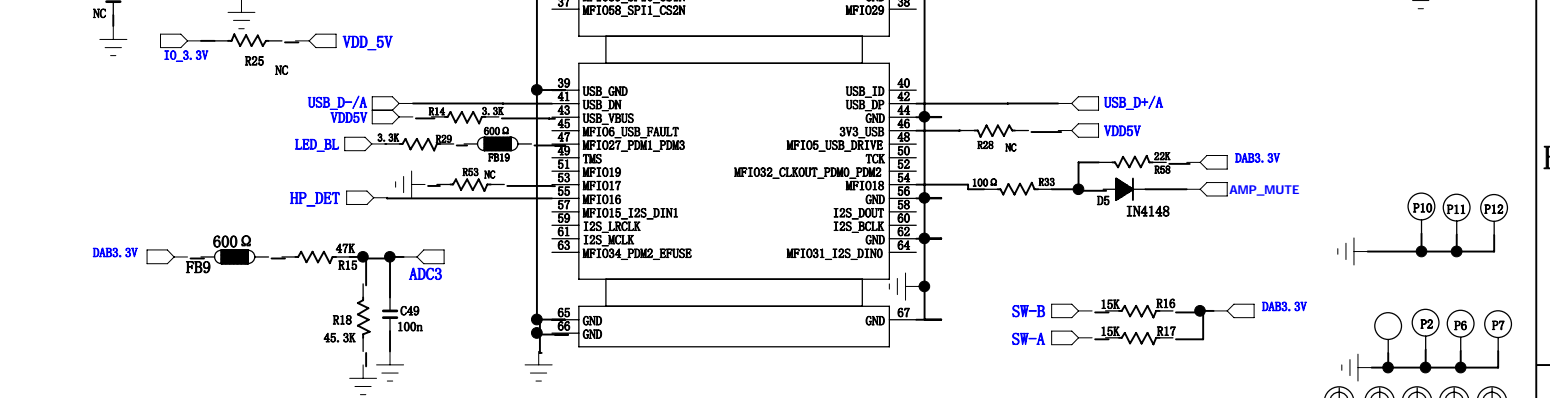 37
MFIO58_SPI1_CS2N
MFIO29
38
NC
IO_3.3V
R25
NC
VDD_5V
39
USB_GND
USB_ID
40
USB_D-/A
41
USB_DN
USB_DP
42
USB_D+/A
VDD5V
R14
3.3K
43
USB_VBUS
GND
44
45
MFIO6_USB_FAULT
3V3_USB
46
R28
NC
VDD5V
LED_BL
3.3K
R29
600Ω
FB19
47
MFIO27_PDM1_PDM3
MFIO5_USB_DRIVE
48
49
TMS
TCK
50
51
MFIO19
MFIO32_CLKOUT_PDM0_PDM2
52
R53
NC
53
MFIO17
MFIO18
54
100Ω
R33
22K
R58
DAB3.3V
D5
IN4148
AMP_MUTE
HP_DET
55
MFIO16
GND
56
57
MFIO15_I2S_DIN1
I2S_DOUT
58
59
I2S_LRCLK
I2S_BCLK
60
61
I2S_MCLK
GND
62
63
MFIO34_PDM2_EFUSE
MFIO31_I2S_DIN0
64
P10
P11
P12
DAB3.3V
FB9
600Ω
47K
R15
ADC3
R18
45.3K
C49
100n
65
GND
GND
67
66
GND
SW-B
15K
R16
DAB3.3V
SW-A
15K
R17
P2
P6
P7